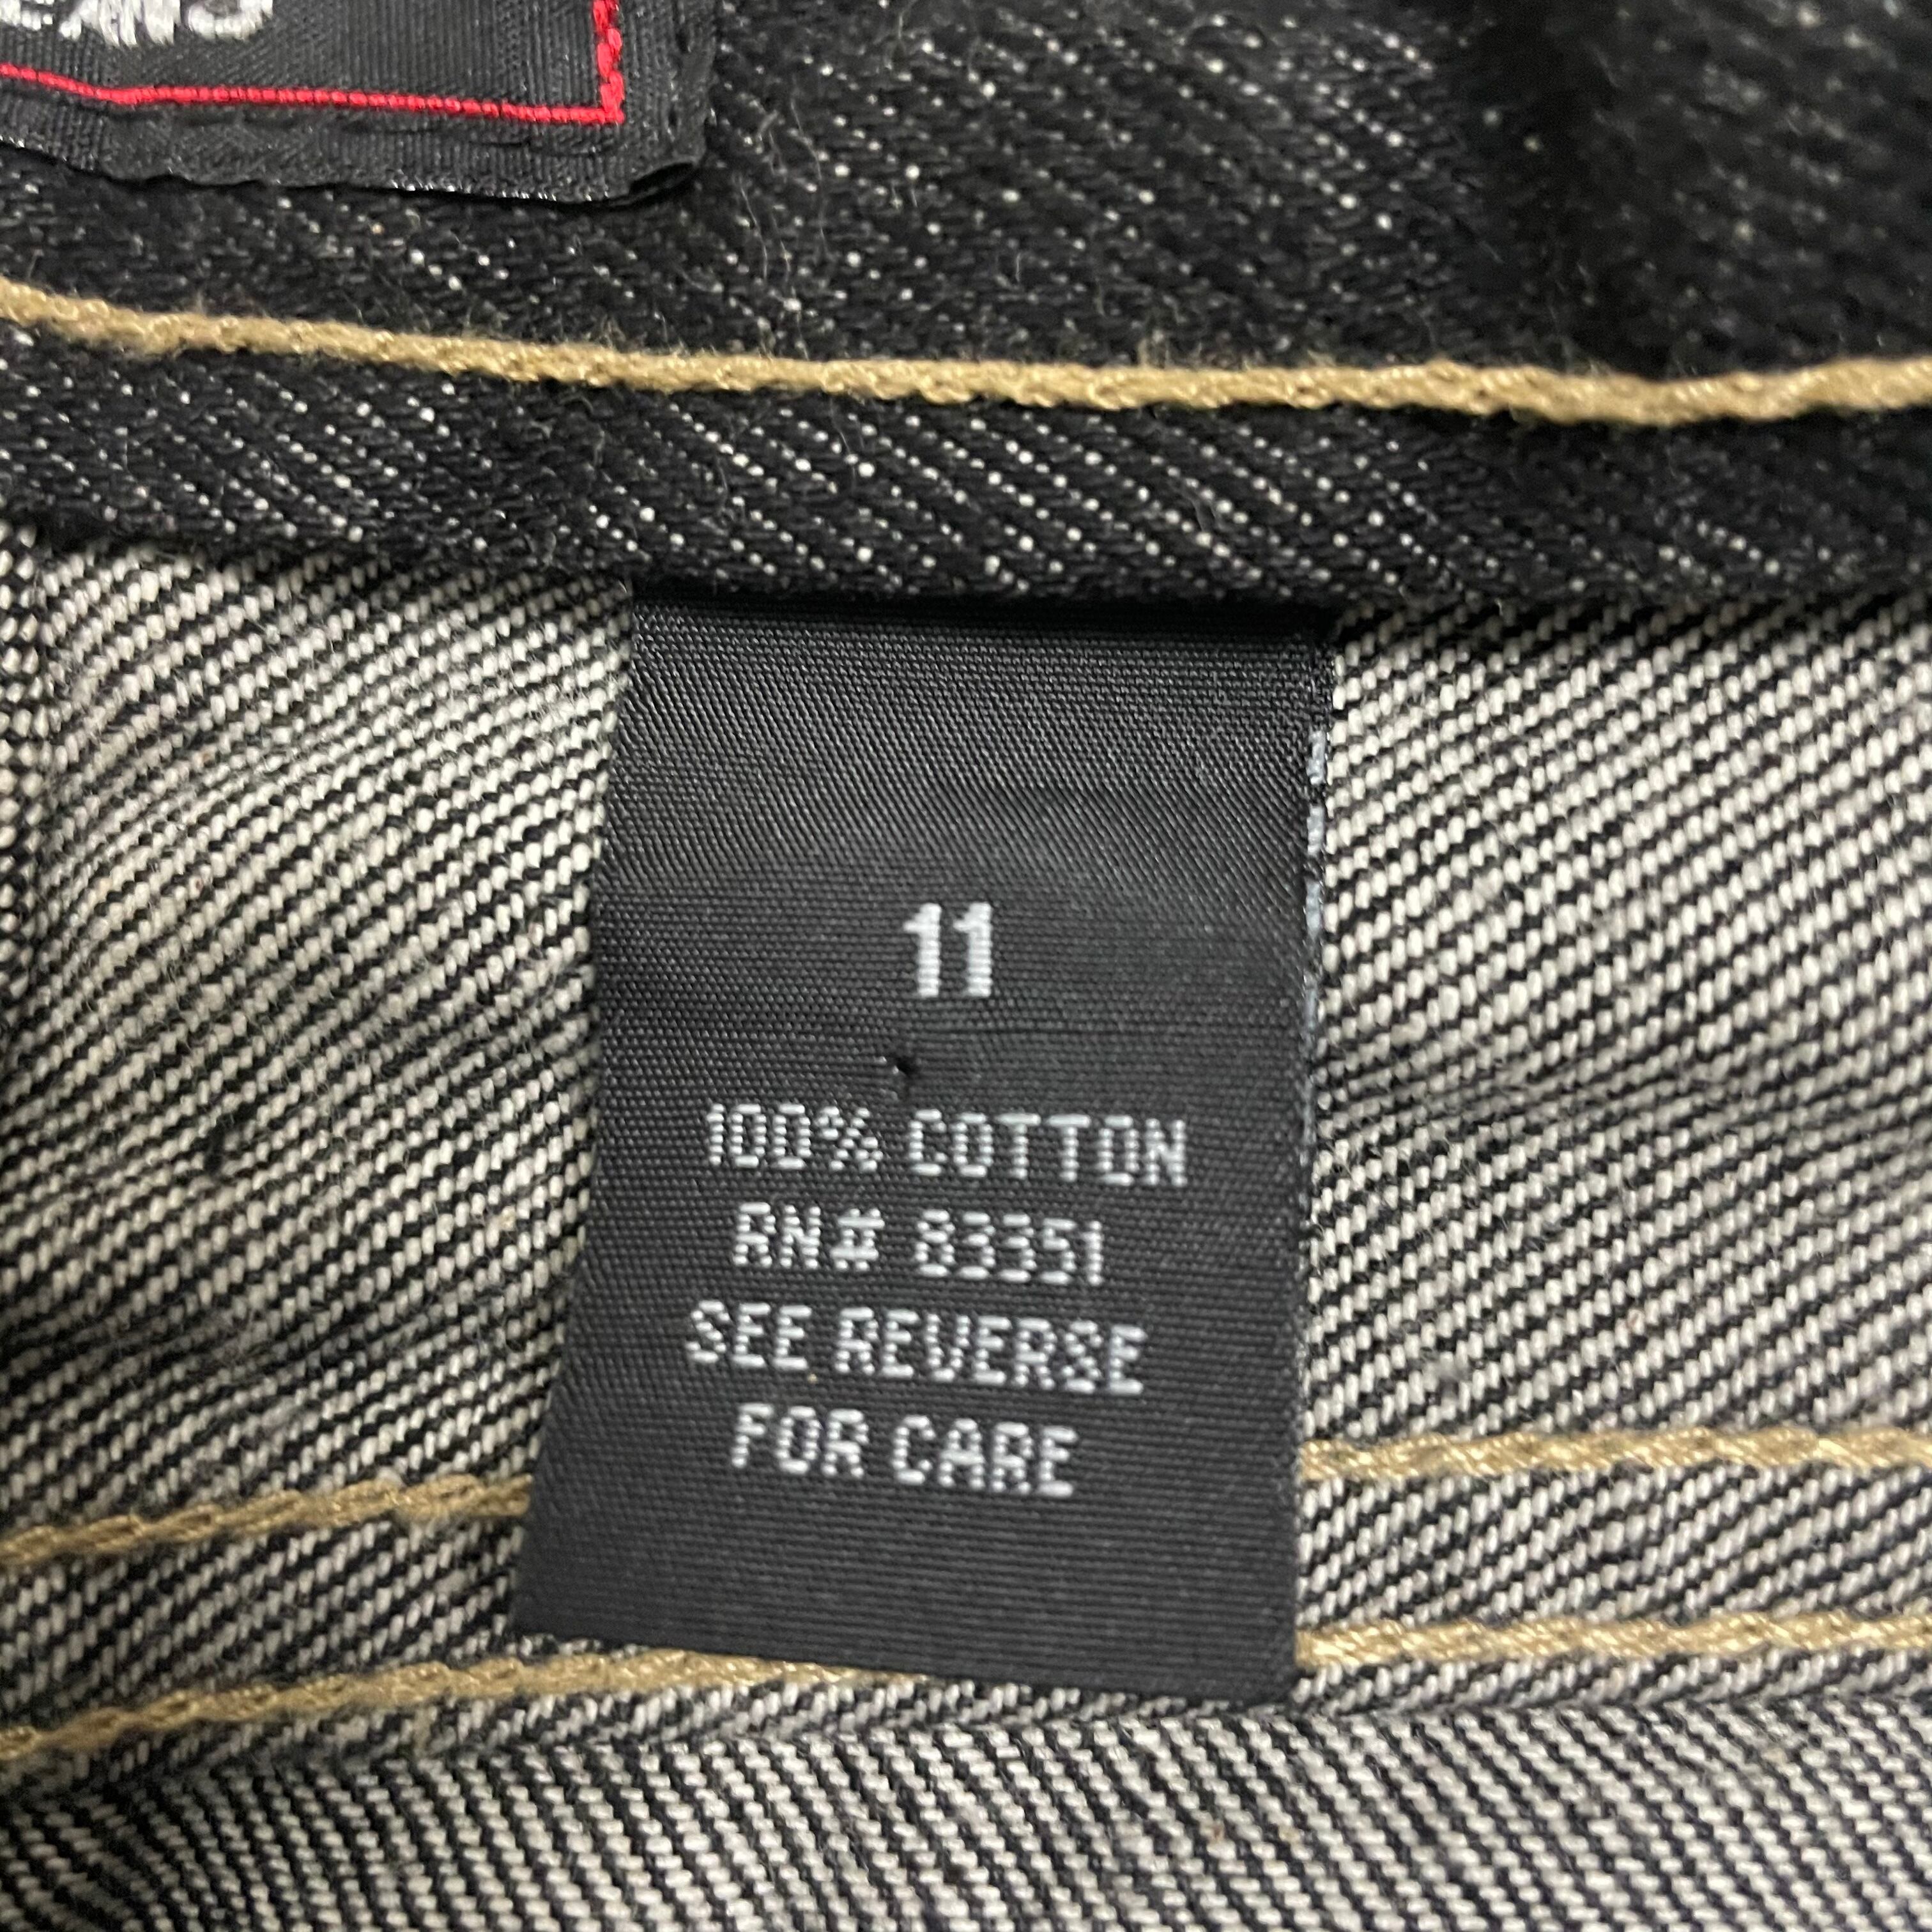 11
100% COTTON
RN# 83351
SEE REVERSE
FOR CARE